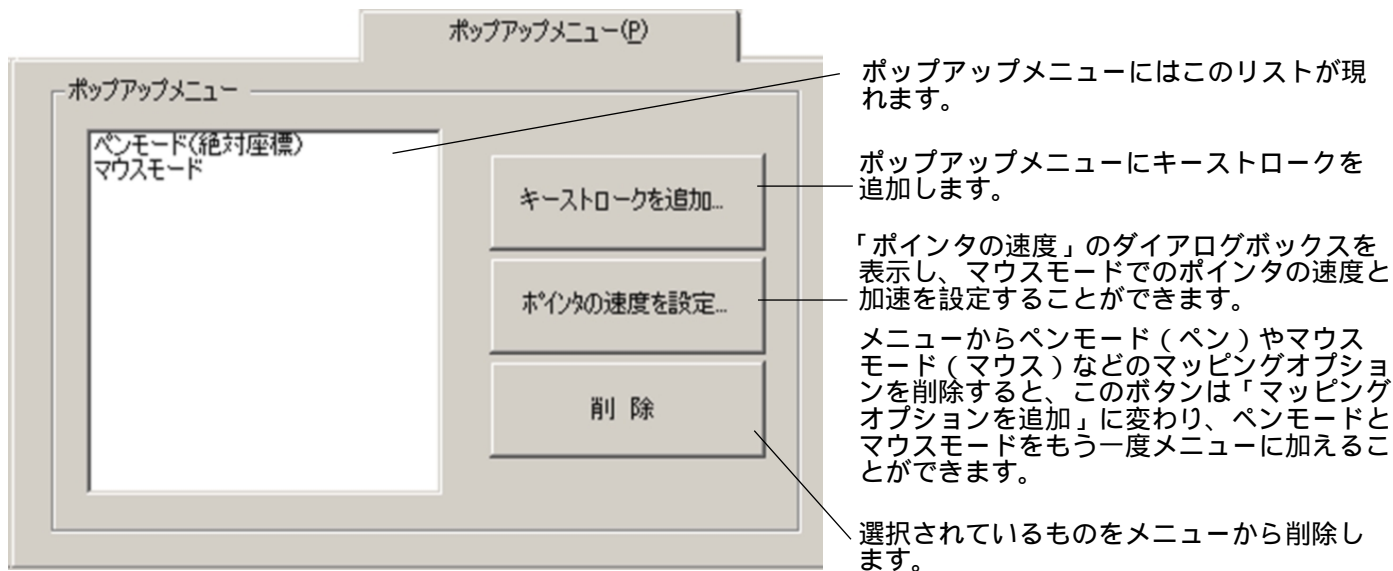 ポップアップメニュー(P)
ポップアップメニュー
ペンモード(絶対座標)
マウスモード
キーストロークを追加...
ポインタの速度を設定...
削 除
ポップアップメニューにはこのリストが現
れます。
ポップアップメニューにキーストロークを
追加します。
「ポインタの速度」のダイアログボックスを
表示し、マウスモードでのポインタの速度と
加速を設定することができます。
メニューからペンモード(ペン)やマウス
モード(マウス)などのマッピングオプショ
ンを削除すると、このボタンは「マッピング
オプションを追加」に変わり、ペンモードと
マウスモードをもう一度メニューに加えるこ
とができます。
選択されているものをメニューから削除し
ます。